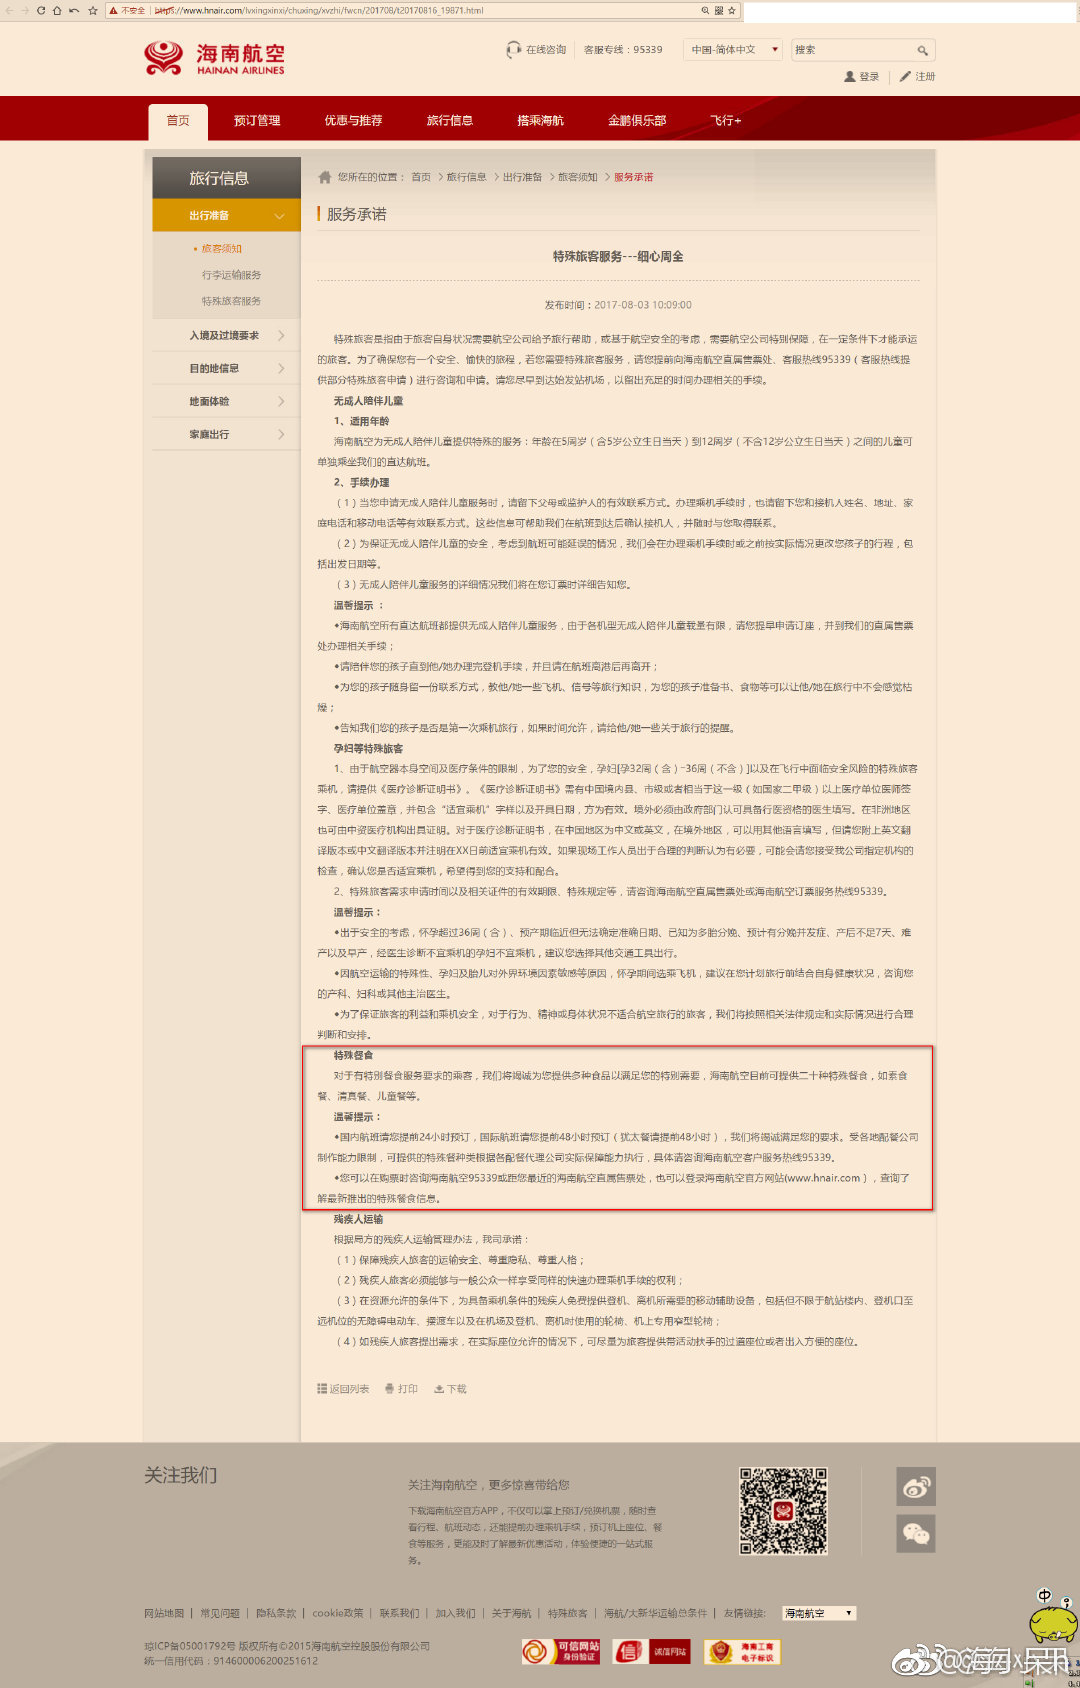 不安全 https://www.hnair.com/lvxingxinxi/chuxing/xvzhi/fwcn/201708/t20170816_19871.html
海南航空
HAINAN AIRLINES
在线咨询 客服专线：95339 中国-简体中文 搜索
登录 注册
首页 预订管理 优惠与推荐 旅行信息 搭乘海航 金鹏俱乐部 飞行+
旅行信息
出行准备
旅客须知
行李运输服务
特殊旅客服务
入境及过境要求
目的地信息
地面体验
家庭出行
您所在的位置： 首页 > 旅行信息 > 出行准备 > 旅客须知 > 服务承诺
服务承诺
特殊旅客服务---细心周全
发布时间：2017-08-03 10:09:00
特殊旅客是指由于旅客自身状况需要航空公司给予旅行帮助，或基于航空安全的考虑，需要航空公司特别保障，在一定条件下才能承运
的旅客。为了确保您有一个安全、愉快的旅程，若您需要特殊旅客服务，请您提前向海南航空直属售票处、客服热线95339（客服热线提
供部分特殊旅客申请）进行咨询和申请。请您尽早到达始发站机场，以留出充足的时间办理相关的手续。
无成人陪伴儿童
1、适用年龄
海南航空为无成人陪伴儿童提供特殊的服务：年龄在5周岁（含5岁公立生日当天）到12周岁（不含12岁公立生日当天）之间的儿童可
单独乘坐我们的直达航班。
2、手续办理
（1）当您申请无成人陪伴儿童服务时，请留下父母或监护人的有效联系方式。办理乘机手续时，也请留下您和接机人姓名、地址、家
庭电话和移动电话等有效联系方式。这些信息可帮助我们在航班到达后确认接机人，并随时与您取得联系。
（2）为保证无成人陪伴儿童的安全，考虑到航班可能延误的情况，我们会在办理乘机手续时或之前按实际情况更改您孩子的行程，包
括出发日期等。
（3）无成人陪伴儿童服务的详细情况我们将在您订票时详细告知您。
温馨提示 ：
•海南航空所有直达航班都提供无成人陪伴儿童服务，由于各机型无成人陪伴儿童载量有限，请您提早申请订座，并到我们的直属售票
处办理相关手续；
•请陪伴您的孩子直到他/她办理完登机手续，并且请在航班离港后再离开；
•为您的孩子随身留一份联系方式，教他/她一些飞机、信号等旅行知识，为您的孩子准备书、食物等可以让他/她在旅行中不会感觉枯
燥；
•告知我们您的孩子是否是第一次乘机旅行，如果时间允许，请给他/她一些关于旅行的提醒。
孕妇等特殊旅客
1、由于航空器本身空间及医疗条件的限制，为了您的安全，孕妇[孕32周（含）-36周（不含）]以及在飞行中面临安全风险的特殊旅客
乘机，请提供《医疗诊断证明书》。《医疗诊断证明书》需有中国境内县、市级或者相当于这一级（如国家二甲级）以上医疗单位医师签
字、医疗单位盖章，并包含“适宜乘机”字样以及开具日期，方为有效。境外必须由政府部门认可具备行医资格的医生填写。在非洲地区
也可由中资医疗机构出具证明。对于医疗诊断证明书，在中国地区为中文或英文，在境外地区，可以用其他语言填写，但请您附上英文翻
译版本或中文翻译版本并注明在XX日前适宜乘机有效。如果现场工作人员出于合理的判断认为有必要，可能会请您接受我公司指定机构的
检查，确认您是否适宜乘机，希望得到您的支持和配合。
2、特殊旅客需求申请时间以及相关证件的有效期限、特殊规定等，请咨询海南航空直属售票处或海南航空订票服务热线95339。
温馨提示：
•出于安全的考虑，怀孕超过36周（含）、预产期临近但无法确定准确日期、已知为多胎分娩、预计有分娩并发症、产后不足7天、难
产以及早产，经医生诊断不宜乘机的孕妇不宜乘机，建议您选择其他交通工具出行。
•因航空运输的特殊性、孕妇及胎儿对外界环境因素敏感等原因，怀孕期间选乘飞机，建议在您计划旅行前结合自身健康状况，咨询您
的产科、妇科或其他主治医生。
•为了保证旅客的利益和乘机安全，对于行为、精神或身体状况不适合航空旅行的旅客，我们将按照相关法律规定和实际情况进行合理
判断和安排。
特殊餐食
对于有特别餐食服务要求的乘客，我们将竭诚为您提供多种食品以满足您的特别需要，海南航空目前可提供二十种特殊餐食，如素食
餐、清真餐、儿童餐等。
温馨提示：
•国内航班请您提前24小时预订，国际航班请您提前48小时预订（犹太餐请提前48小时），我们将竭诚满足您的要求。受各地配餐公司
制作能力限制，可提供的特殊餐种类根据各配餐代理公司实际保障能力执行，具体请咨询海南航空客户服务热线95339。
•您可以在购票时咨询海南航空95339或距您最近的海南航空直属售票处，也可以登录海南航空官方网站(www.hnair.com），查询了
解最新推出的特殊餐食信息。
残疾人运输
根据局方的残疾人运输管理办法，我司承诺：
（1）保障残疾人旅客的运输安全、尊重隐私、尊重人格；
（2）残疾人旅客必须能够与一般公众一样享受同样的快速办理乘机手续的权利；
（3）在资源允许的条件下，为具备乘机条件的残疾人免费提供登机、离机所需要的移动辅助设备，包括但不限于航站楼内、登机口至
远机位的无障碍电动车、摆渡车以及在机场及登机、离机时使用的轮椅、机上专用窄型轮椅；
（4）如残疾人旅客提出需求，在实际座位允许的情况下，可尽量为旅客提供带活动扶手的过道座位或者出入方便的座位。
返回列表 打印 下载
关注我们
关注海南航空，更多惊喜带给您
下载海南航空官方APP，不仅可以掌上预订/兑换机票，随时查
看行程、航班动态，还能提前办理乘机手续，预订机上座位、餐
食等服务，更能及时了解最新优惠活动，体验便捷的一站式服
务。
网站地图 | 常见问题 | 隐私条款 | cookie政策 | 联系我们 | 加入我们 | 关于海航 | 特殊旅客 | 海航/大新华运输总条件 | 友情链接： 海南航空
琼ICP备05001792号 版权所有©2015海南航空控股股份有限公司
统一信用代码：914600006200251612
可信网站
身份验证
诚信网站
海南工商
电子标识
中